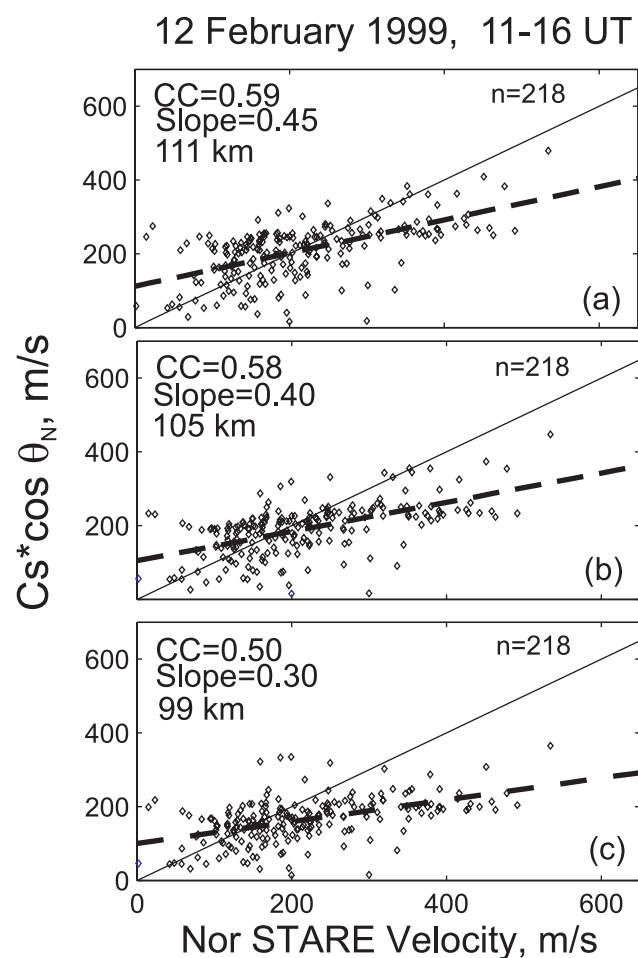 12 February 1999, 11-16 UT
CC=0.59
n=218
Slope=0.45
111 km
600
400
200
0
(a)
CC=0.58
n=218
Slope=0.40
105 km
600
400
200
0
(b)
Cs*cos θN, m/s
CC=0.50
n=218
Slope=0.30
99 km
600
400
200
0
(c)
0 200 400 600
Nor STARE Velocity, m/s